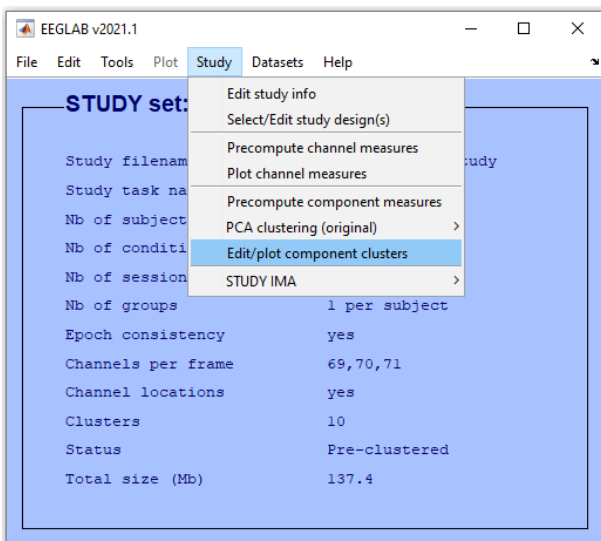 EEGLAB v2021.1
File Edit Tools Plot Study Datasets Help
Edit study info
Select/Edit study design(s)
Precompute channel measures
Plot channel measures
Precompute component measures
PCA clustering (original)
Edit/plot component clusters
STUDY IMA
STUDY set:
Study filenam udy
Study task na
Nb of subject
Nb of conditi
Nb of session
Nb of groups 1 per subject
Epoch consistency yes
Channels per frame 69,70,71
Channel locations yes
Clusters 10
Status Pre-clustered
Total size (Mb) 137.4